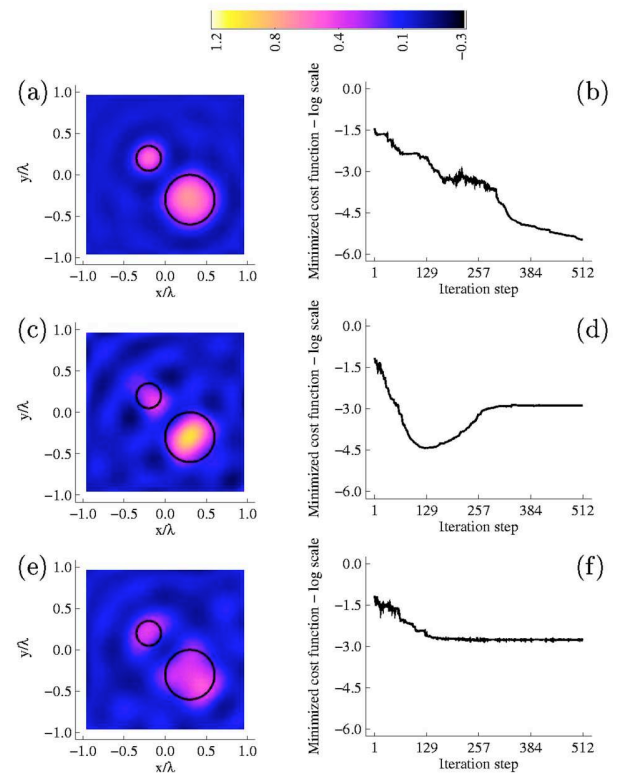 1.2 0.8 0.4 0.1 −0.3
(a)
y/λ
1.0
0.5
0.0
−0.5
−1.0
−1.0 −0.5 0.0 0.5 1.0
x/λ
(b)
Minimized cost function − log scale
0.0
−1.5
−3.0
−4.5
−6.0
1 129 257 384 512
Iteration step
(c)
y/λ
1.0
0.5
0.0
−0.5
−1.0
−1.0 −0.5 0.0 0.5 1.0
x/λ
(d)
Minimized cost function − log scale
0.0
−1.5
−3.0
−4.5
−6.0
1 129 257 384 512
Iteration step
(e)
y/λ
1.0
0.5
0.0
−0.5
−1.0
−1.0 −0.5 0.0 0.5 1.0
x/λ
(f)
Minimized cost function − log scale
0.0
−1.5
−3.0
−4.5
−6.0
1 129 257 384 512
Iteration step